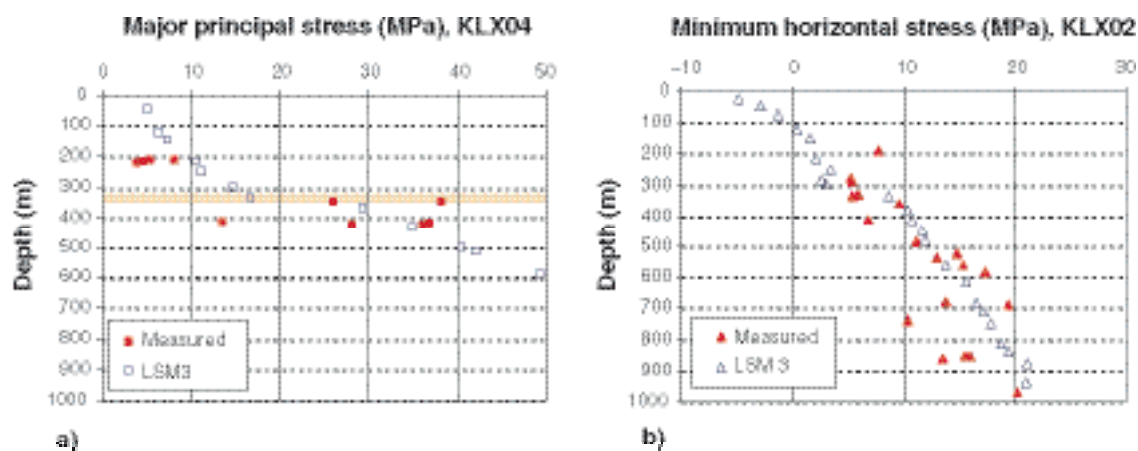 Major principal stress (MPa), KLX04
0 10 20 30 40 50
0
100
200
300
400
500
600
700
800
900
1000
Depth (m)
Measured
LSM3
a)
Minimum horizontal stress (MPa), KLX02
-10 0 10 20 30
0
100
200
300
400
500
600
700
800
900
1000
Depth (m)
Measured
LSM 3
b)